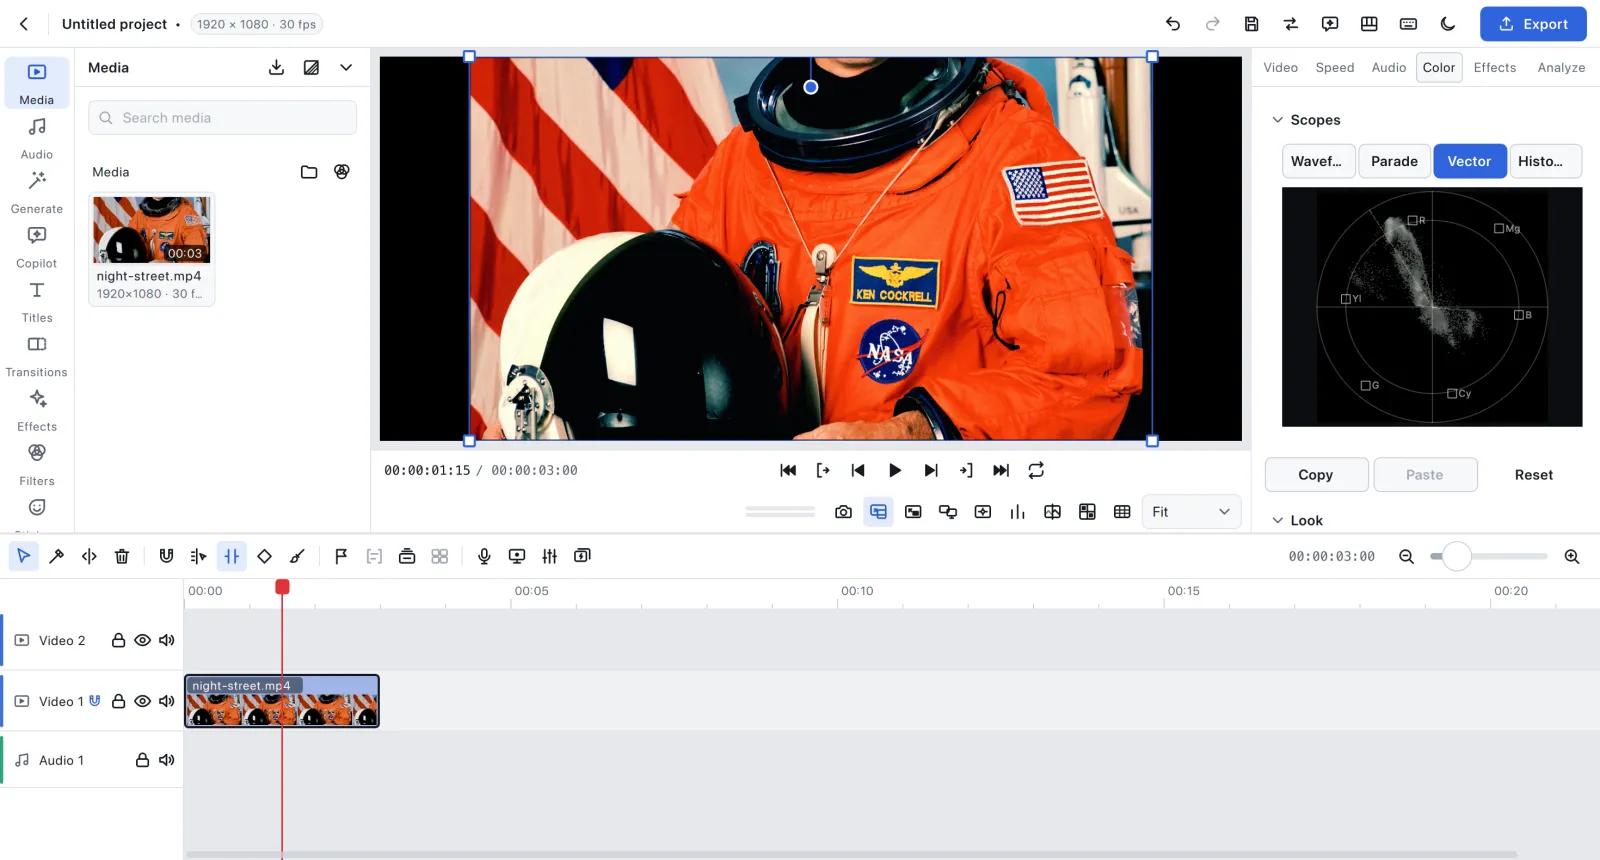 Untitled project •
1920 × 1080 · 30 fps
Export
Media
Audio
Generate
Copilot
Titles
Transitions
Effects
Filters
Media
Search media
Media
00:03
night-street.mp4
1920×1080 · 30 f...
USA
KEN COCKRELL
NASA
00:00:01:15 / 00:00:03:00
Fit
Video
Speed
Audio
Color
Effects
Analyze
Scopes
Wavef...
Parade
Vector
Histo...
R
Mg
Yl
B
G
Cy
Copy
Paste
Reset
Look
00:00:03:00
00:00
00:05
00:10
00:15
00:20
Video 2
Video 1
night-street.mp4
Audio 1